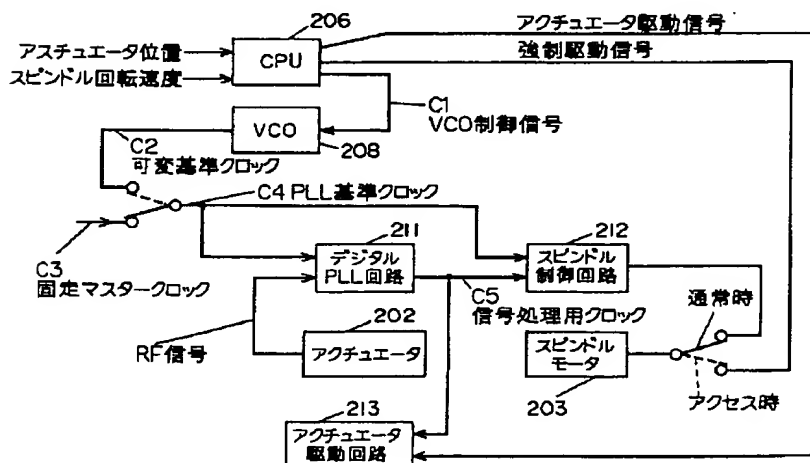 206
アクチュエータ駆動信号
アスチュエータ位置
CPU
強制駆動信号
スピンドル回転速度
C1
VCO制御信号
VCO
C2
208
可変基準クロック
C4 PLL基準クロック
211
212
デジタル
PLL回路
スピンドル
制御回路
C3
固定マスタークロック
C5
信号処理用クロック
通常時
202
RF信号
アクチュエータ
スピンドル
モータ
203
アクセス時
213
アクチュエータ
駆動回路